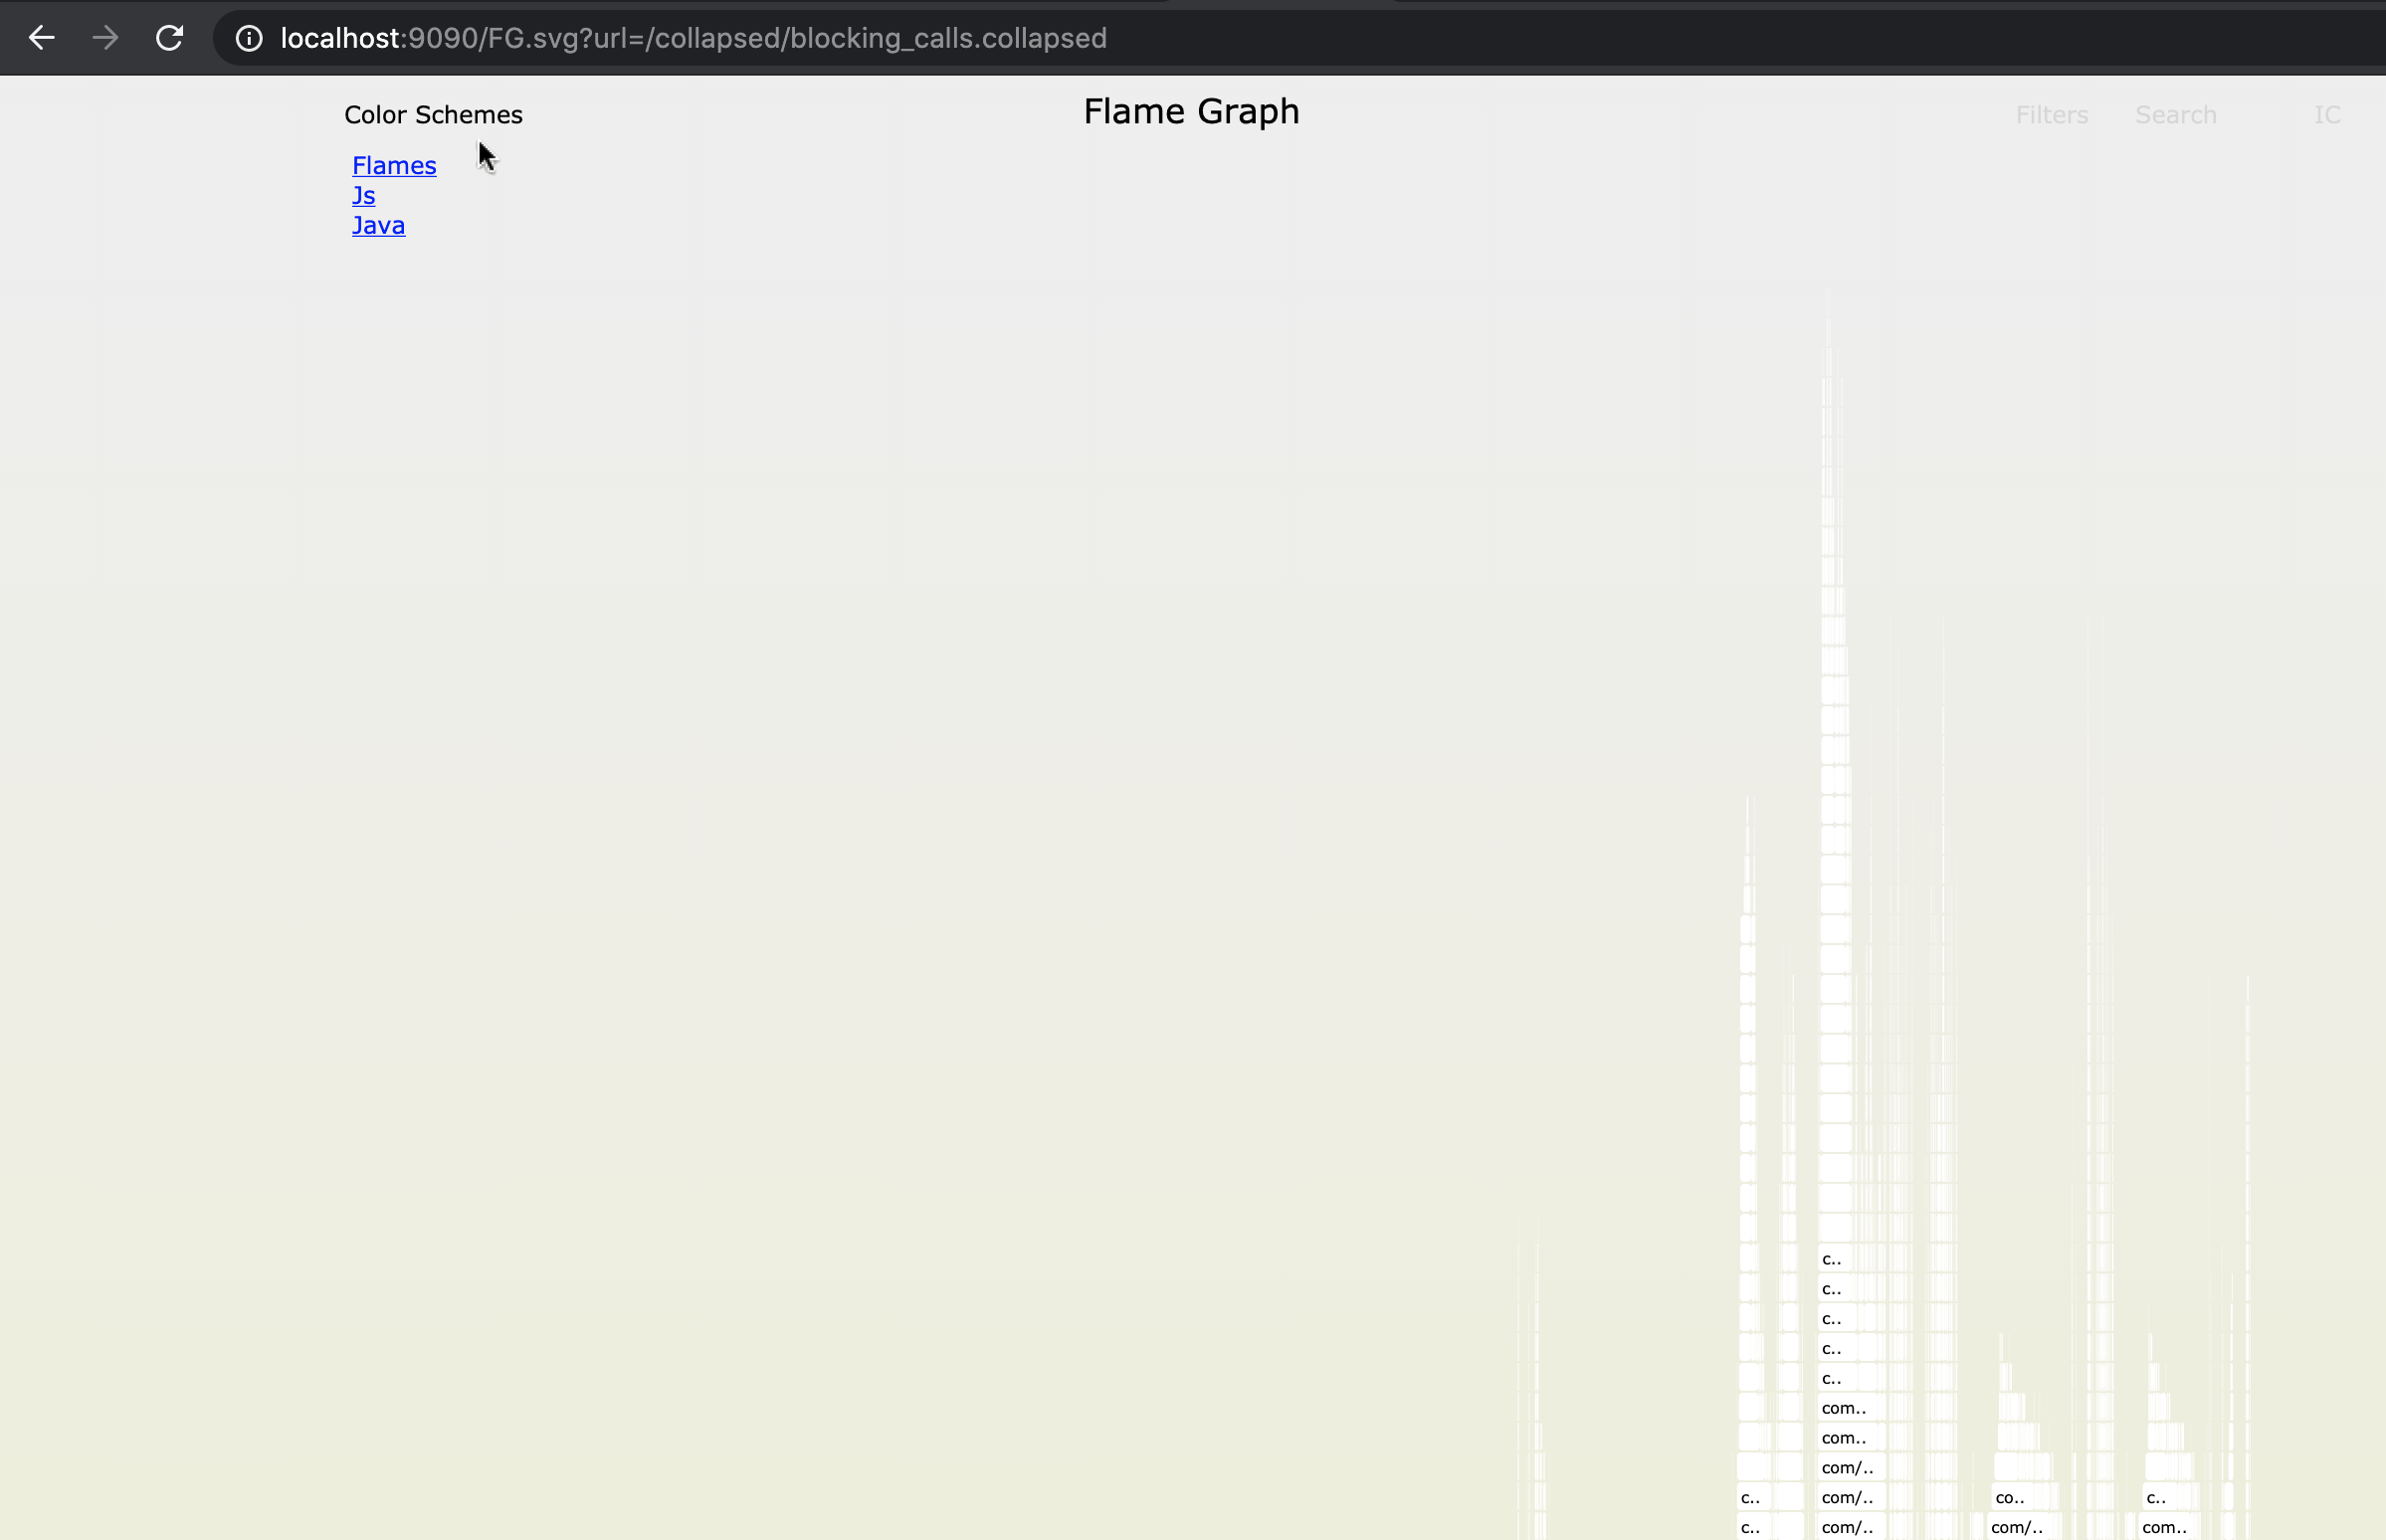 localhost:9090/FG.svg?url=/collapsed/blocking_calls.collapsed
Color Schemes
Flame Graph
Filters
Search
IC
Flames
Js
Java
c..
c..
c..
c..
c..
com..
com..
com/..
c.. com/.. co.. c..
c.. com/.. com/.. com..